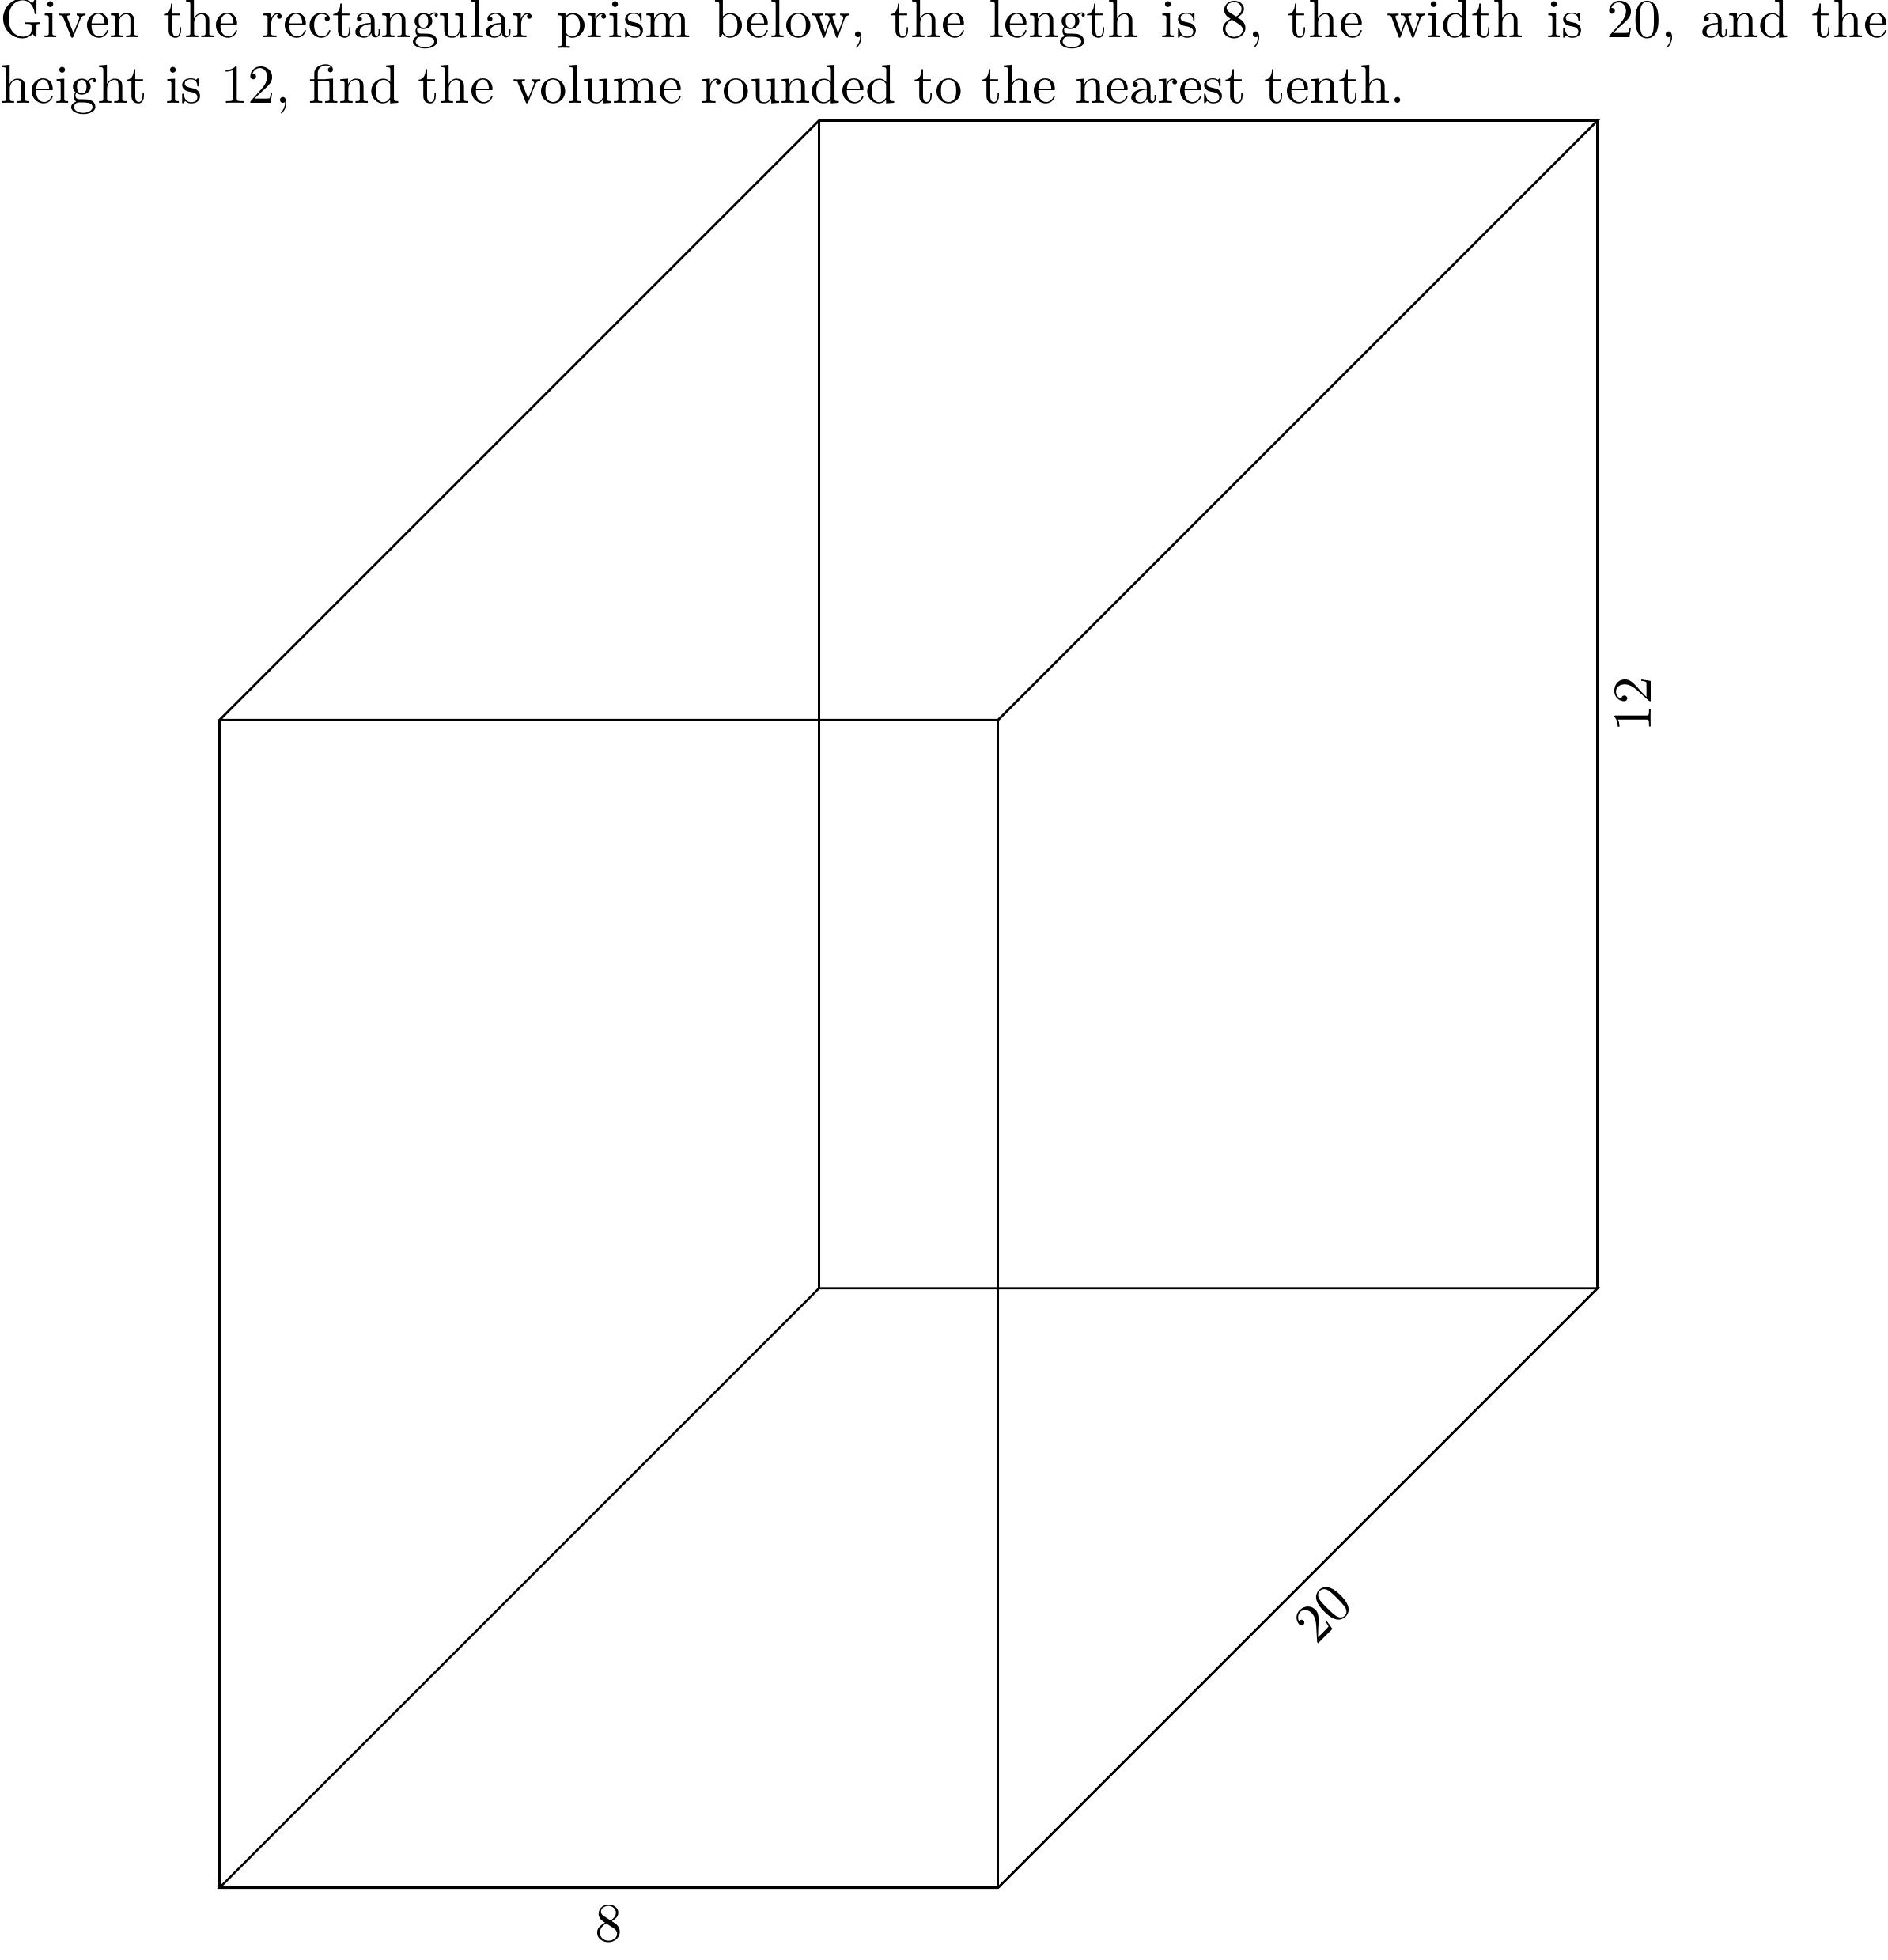 Given the rectangular prism below, the length is 8, the width is 20, and the
height is 12, find the volume rounded to the nearest tenth.
12
20
8